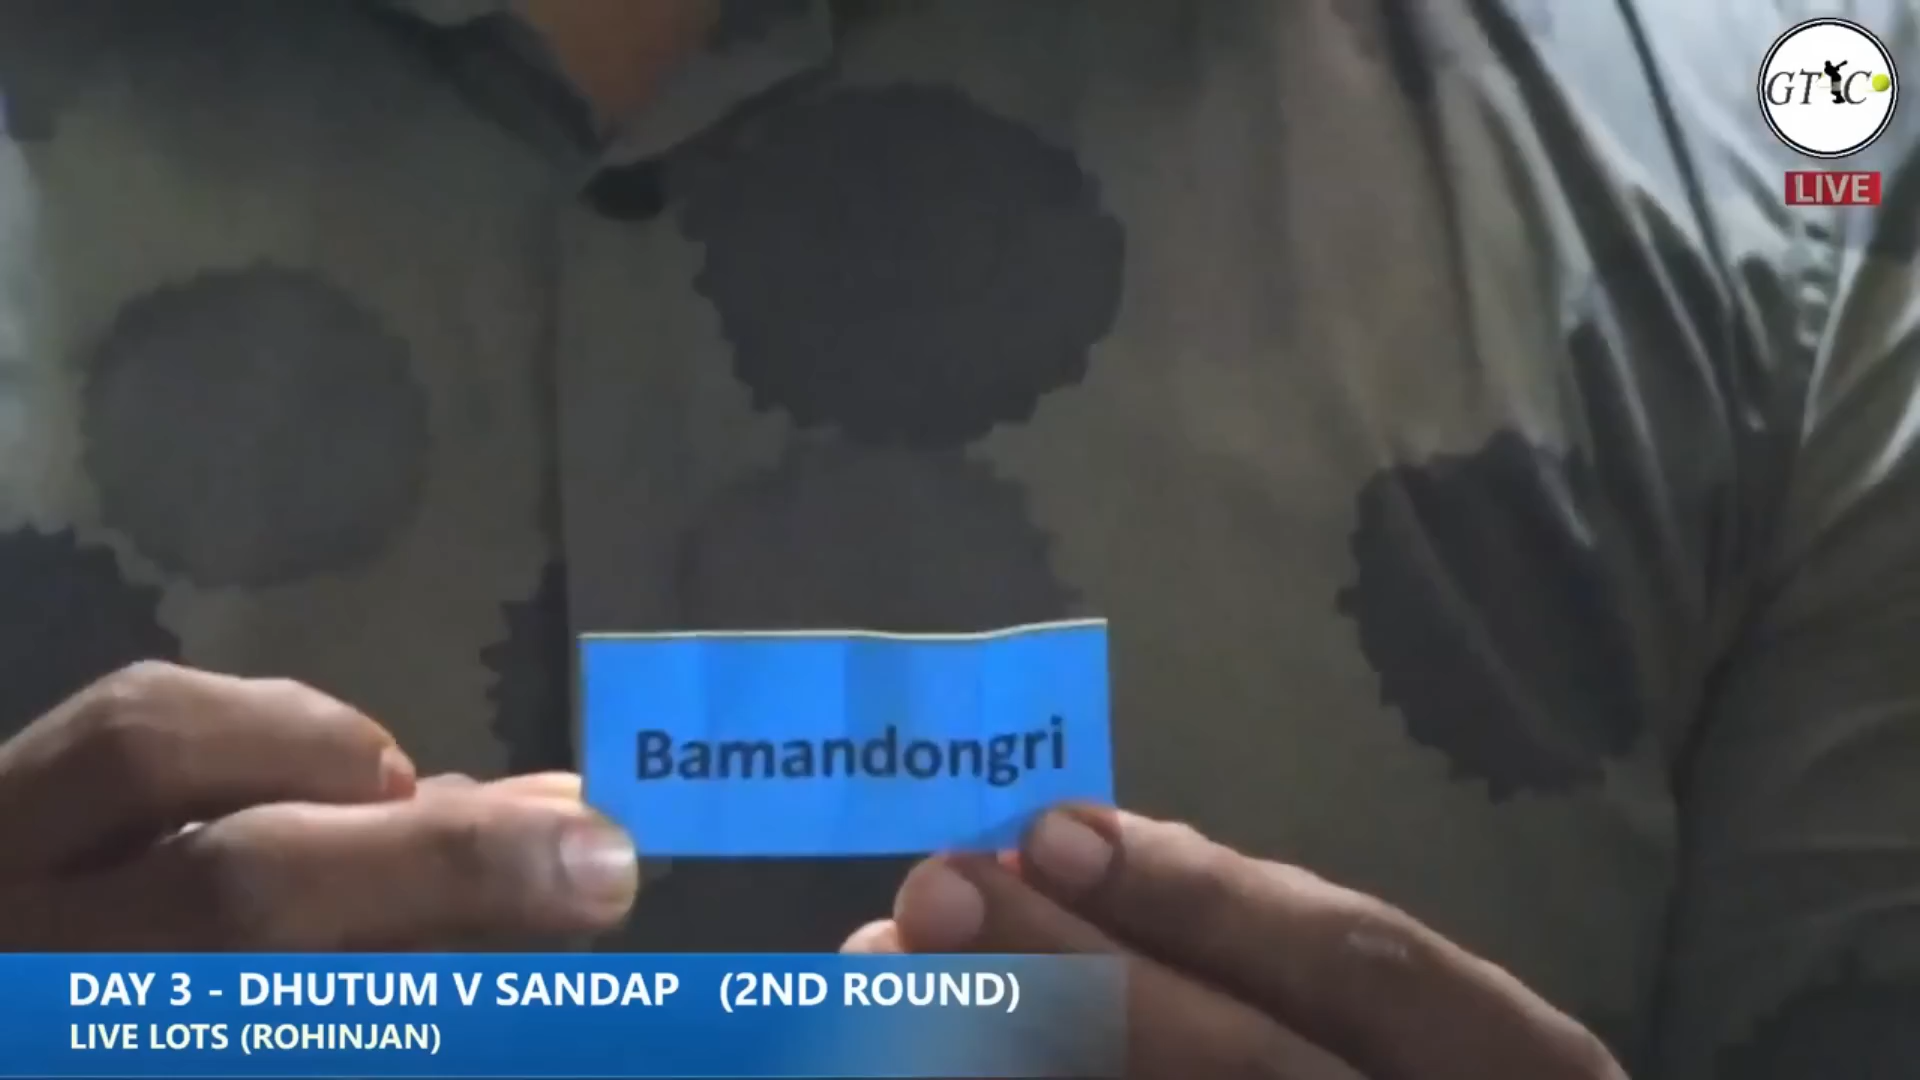 GTC
LIVE
Bamandongri
DAY 3 - DHUTUM V SANDAP (2ND ROUND)
LIVE LOTS (ROHINJAN)